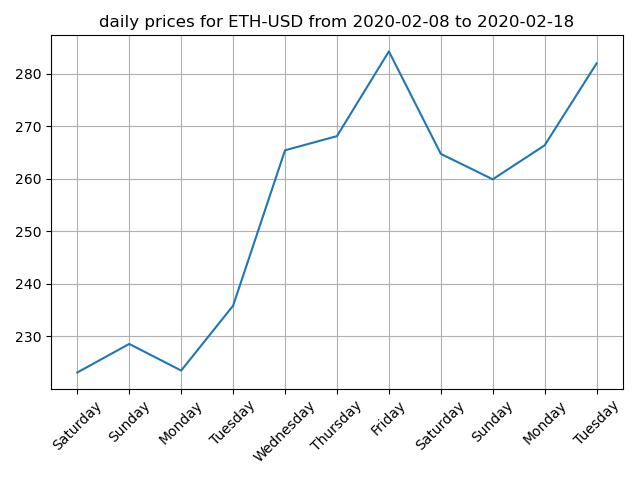 daily prices for ETH-USD from 2020-02-08 to 2020-02-18
280
270
260
250
240
230
Saturday
Sunday
Monday
Tuesday
Wednesday
Thursday
Friday
Saturday
Sunday
Monday
Tuesday